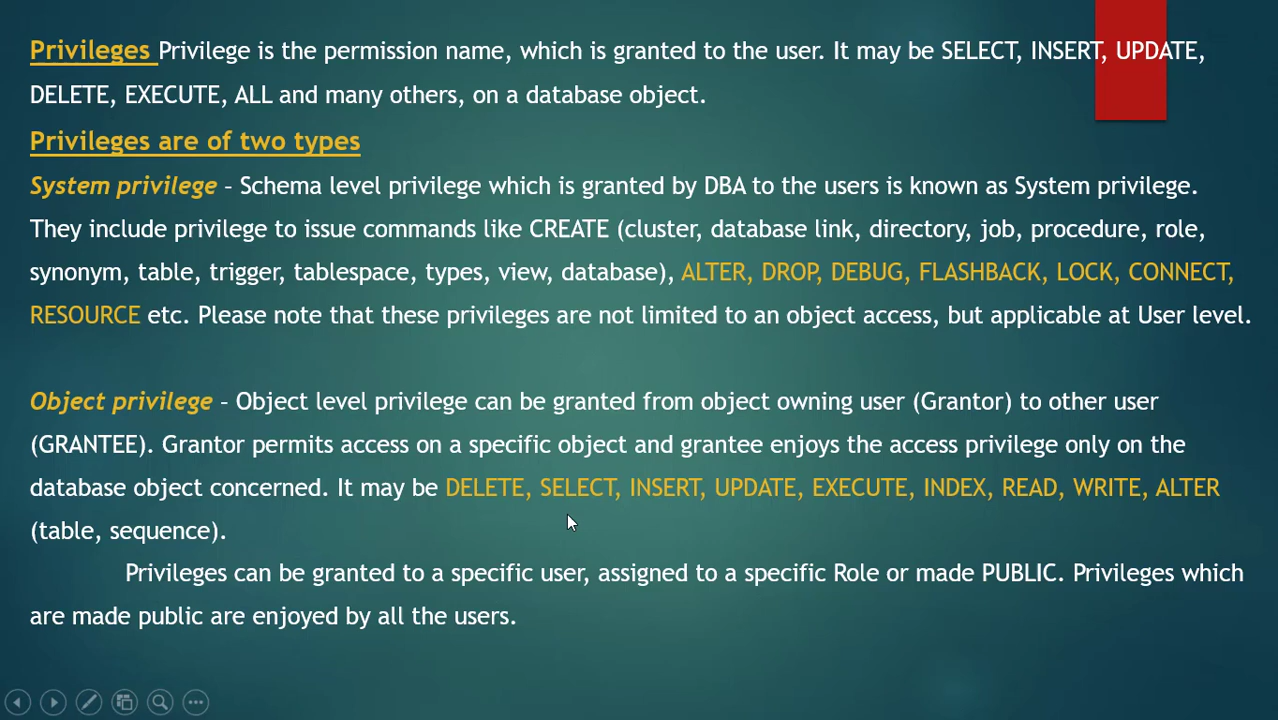 Privileges Privilege is the permission name, which is granted to the user. It may be SELECT, INSERT, UPDATE,
DELETE, EXECUTE, ALL and many others, on a database object.
Privileges are of two types
System privilege – Schema level privilege which is granted by DBA to the users is known as System privilege.
They include privilege to issue commands like CREATE (cluster, database link, directory, job, procedure, role,
synonym, table, trigger, tablespace, types, view, database), ALTER, DROP, DEBUG, FLASHBACK, LOCK, CONNECT,
RESOURCE etc. Please note that these privileges are not limited to an object access, but applicable at User level.
Object privilege – Object level privilege can be granted from object owning user (Grantor) to other user
(GRANTEE). Grantor permits access on a specific object and grantee enjoys the access privilege only on the
database object concerned. It may be DELETE, SELECT, INSERT, UPDATE, EXECUTE, INDEX, READ, WRITE, ALTER
(table, sequence).
Privileges can be granted to a specific user, assigned to a specific Role or made PUBLIC. Privileges which
are made public are enjoyed by all the users.